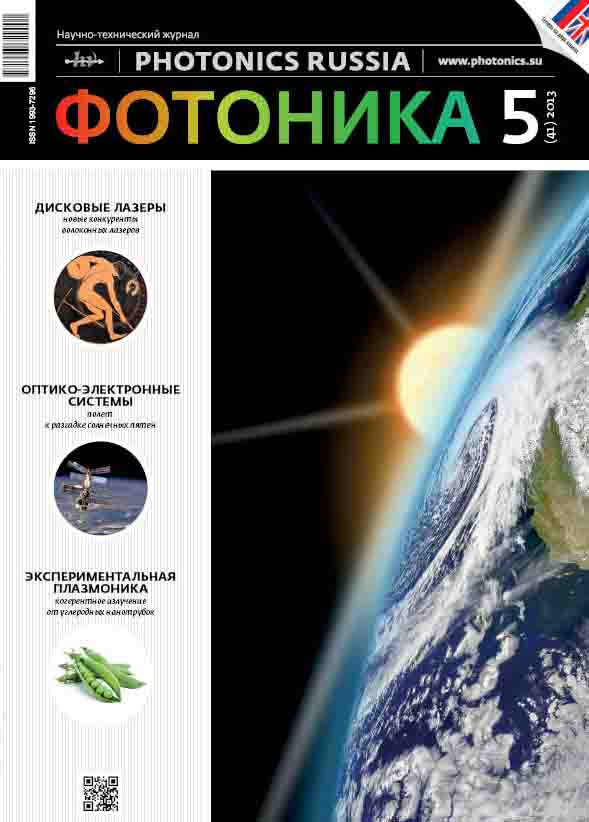 Научно-технический журнал
hν
PHOTONICS RUSSIA
www.photonics.su
ISSN 1993-7296
ФОТОНИКА 5
(41) 2013
ДИСКОВЫЕ ЛАЗЕРЫ
новые конкуренты
волоконных лазеров
ОПТИКО-ЭЛЕКТРОННЫЕ
СИСТЕМЫ
полет
к разгадке солнечных пятен
ЭКСПЕРИМЕНТАЛЬНАЯ
ПЛАЗМОНИКА
когерентное излучение
от углеродных нанотрубок